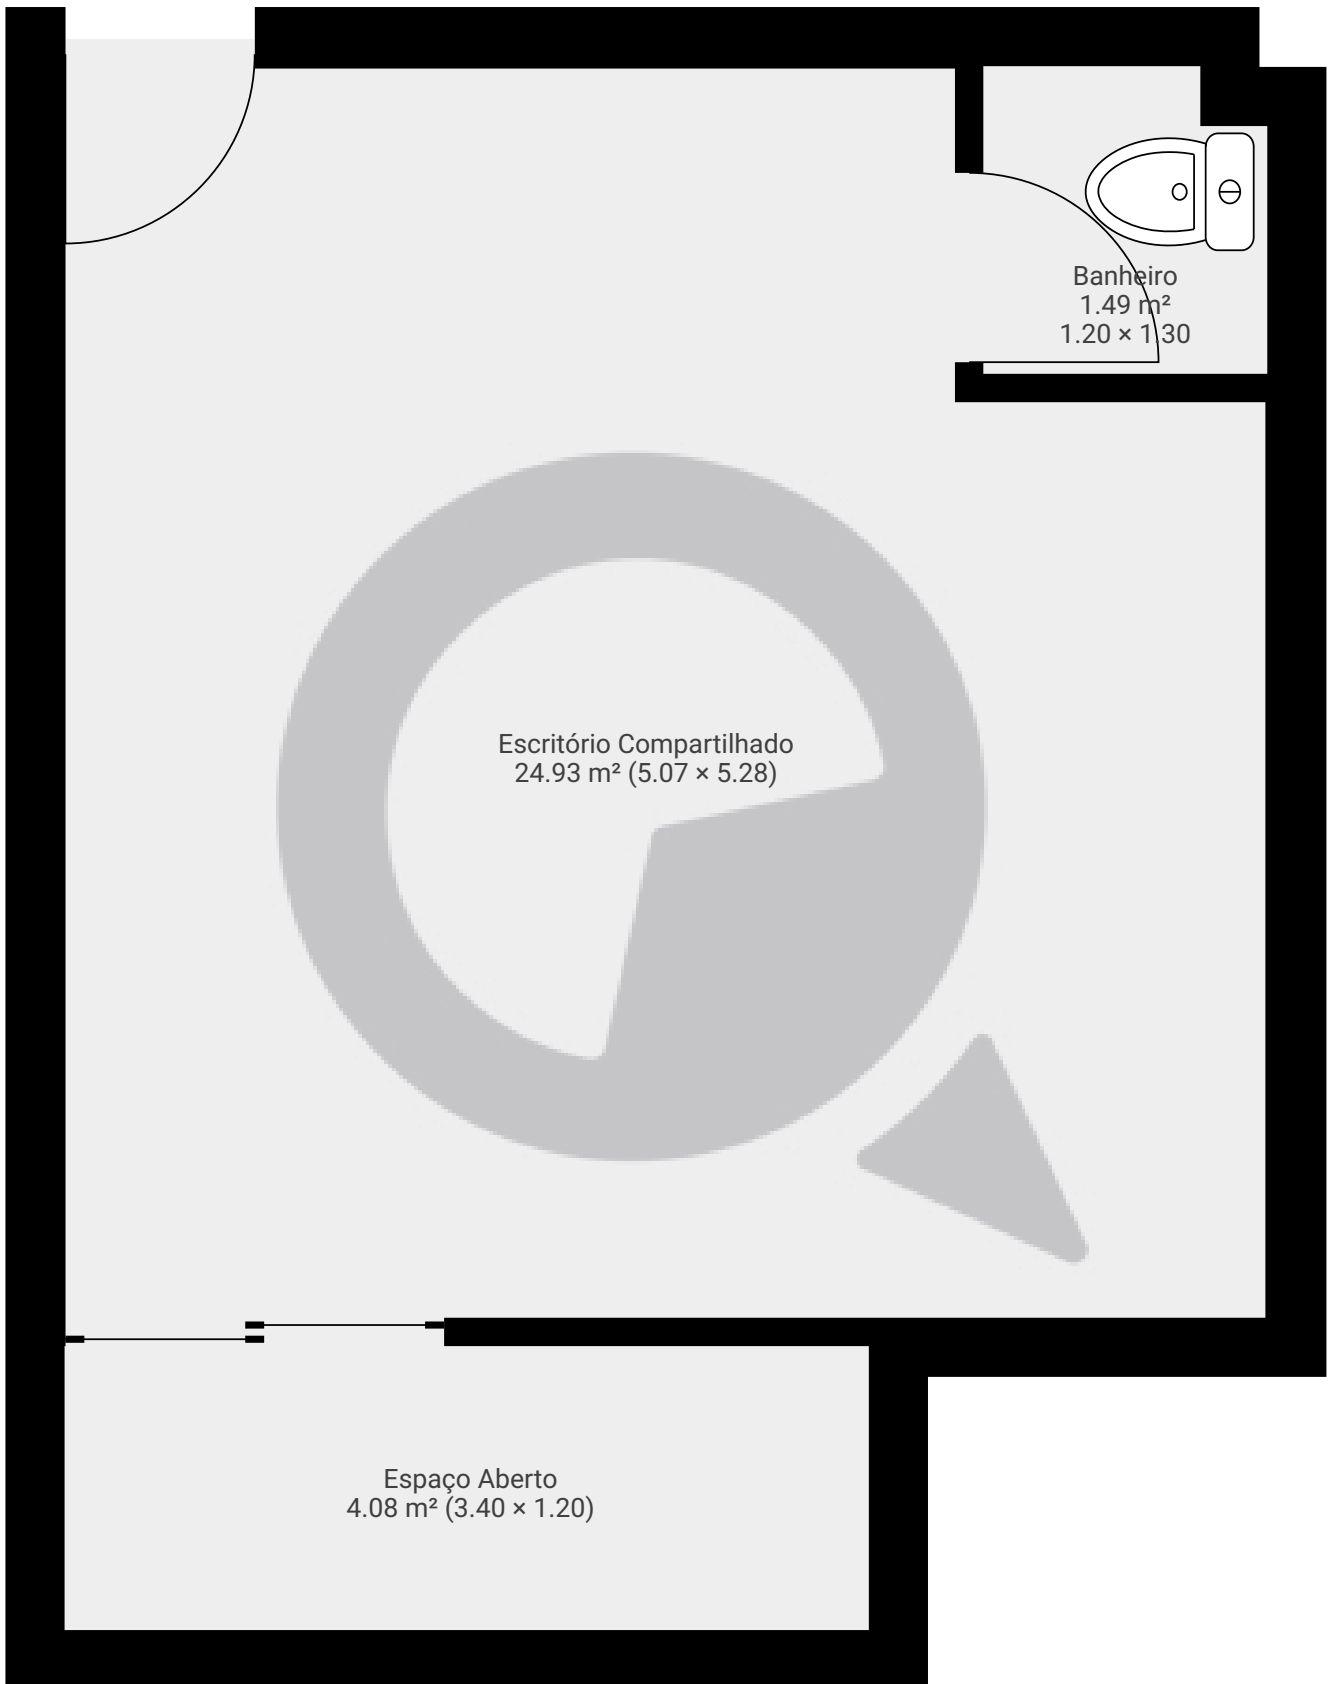 Banheiro
1.49 m²
1.20 × 1.30
Escritório Compartilhado
24.93 m² (5.07 × 5.28)
Espaço Aberto
4.08 m² (3.40 × 1.20)